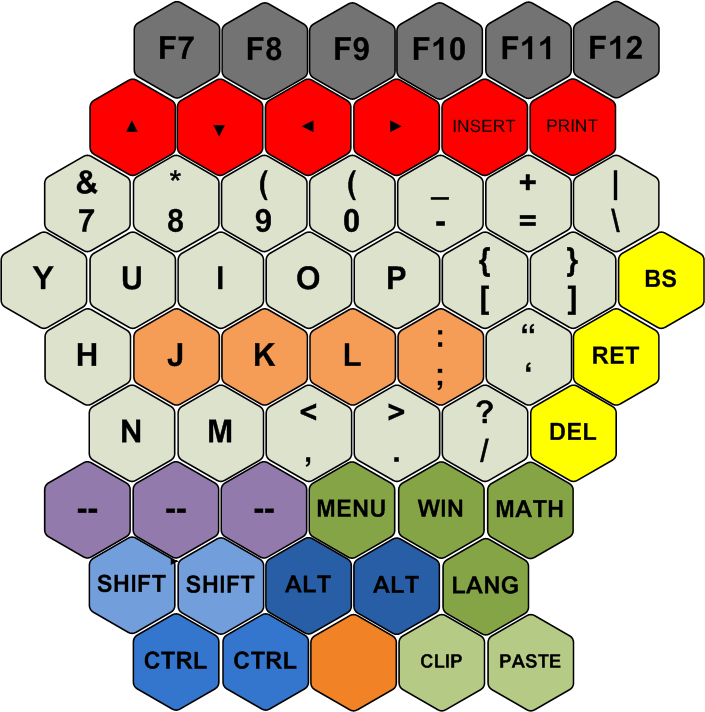 F7 F8 F9 F10 F11 F12
▲ ▼ ◄ ► INSERT PRINT
& * ( ( _ + |
7 8 9 0 - = \
Y U I O P { } BS
[ ]
H J K L : “ RET
; ‘
N M < > ? DEL
, . /
-- -- -- MENU WIN MATH
SHIFT SHIFT ALT ALT LANG
CTRL CTRL CLIP PASTE